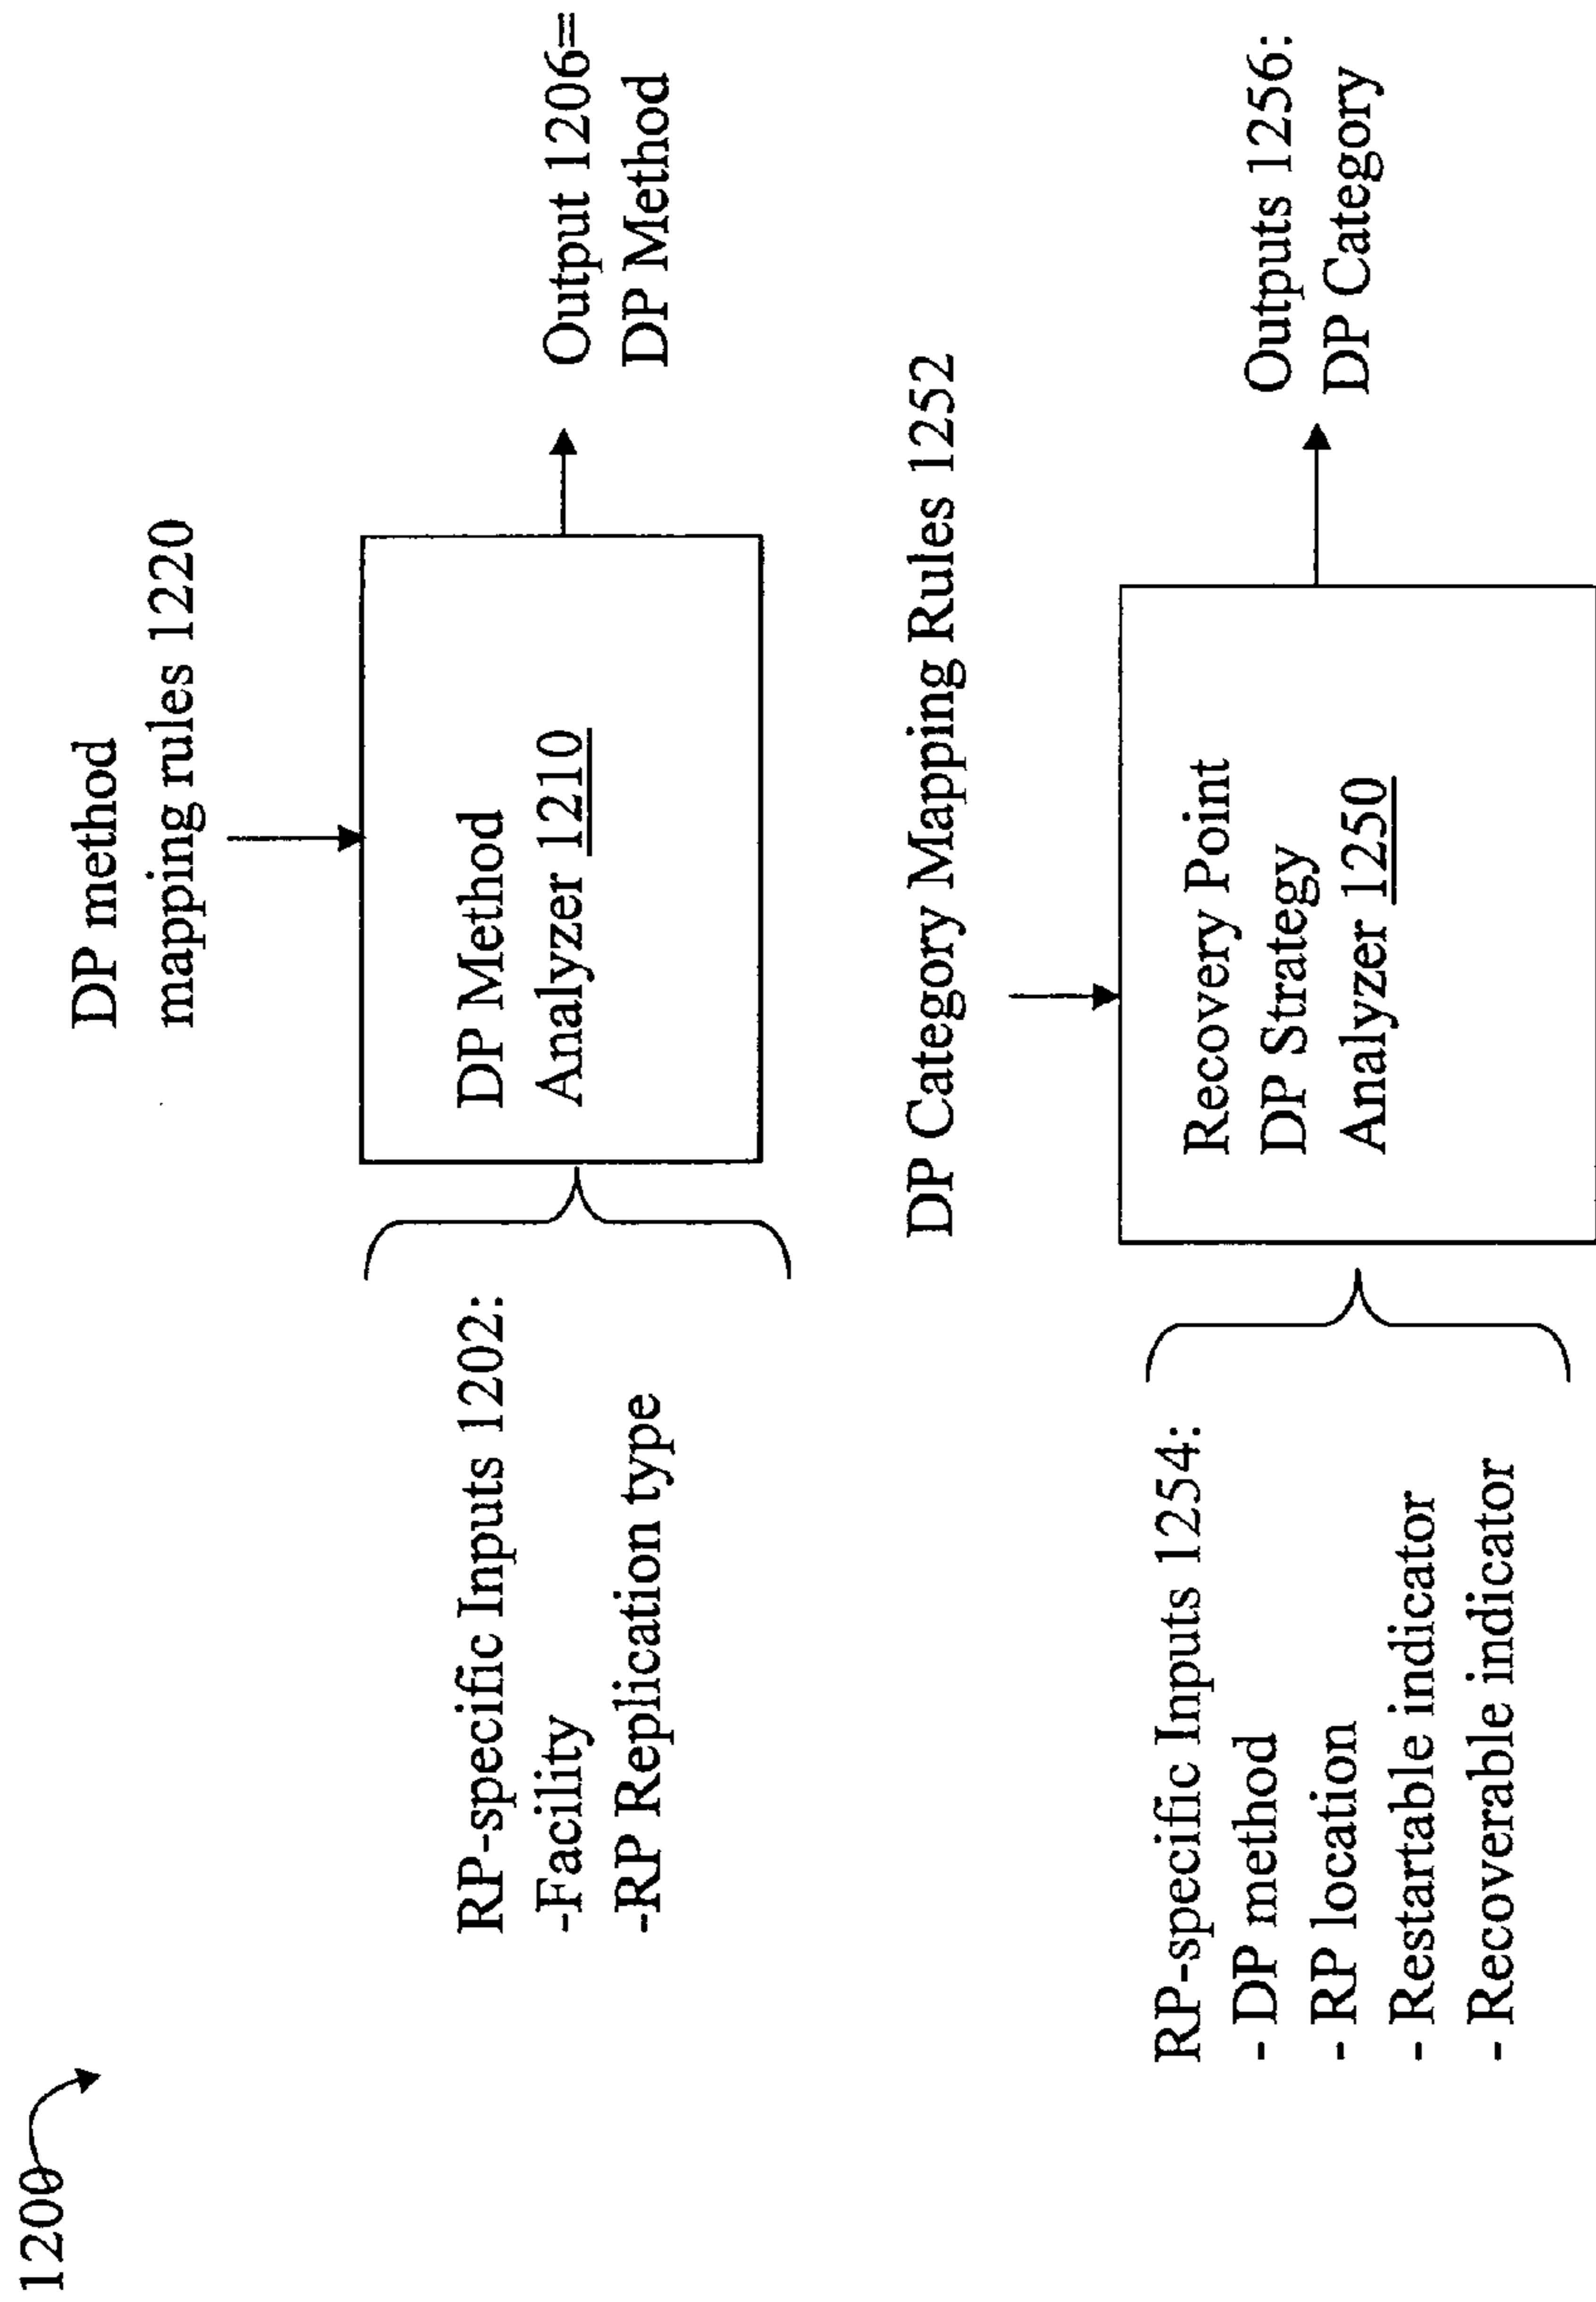 1200
DP method
mapping rules 1220
RP-specific Inputs 1202:
-Facility
-RP Replication type
DP Method
Analyzer 1210
Output 1206=
DP Method
DP Category Mapping Rules 1252
RP-specific Inputs 1254:
- DP method
- RP location
- Restartable indicator
- Recoverable indicator
Recovery Point
DP Strategy
Analyzer 1250
Outputs 1256:
DP Category